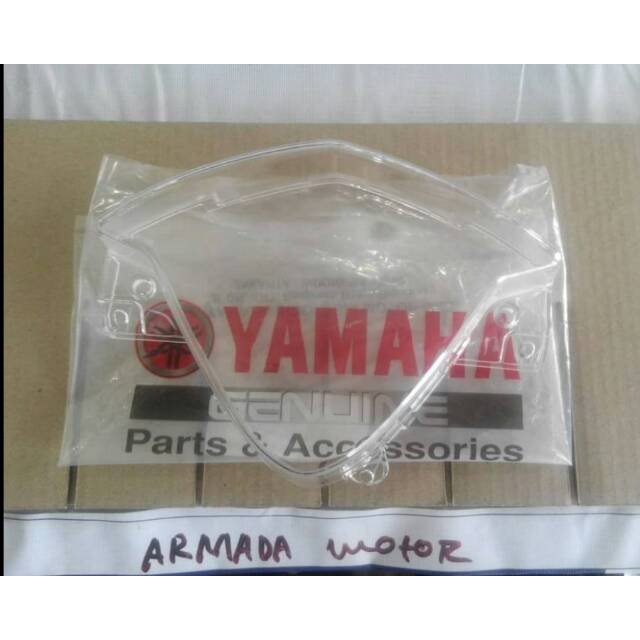 YAMAHA
GENUINE
Parts & Accessories
ARMADA MOTOR